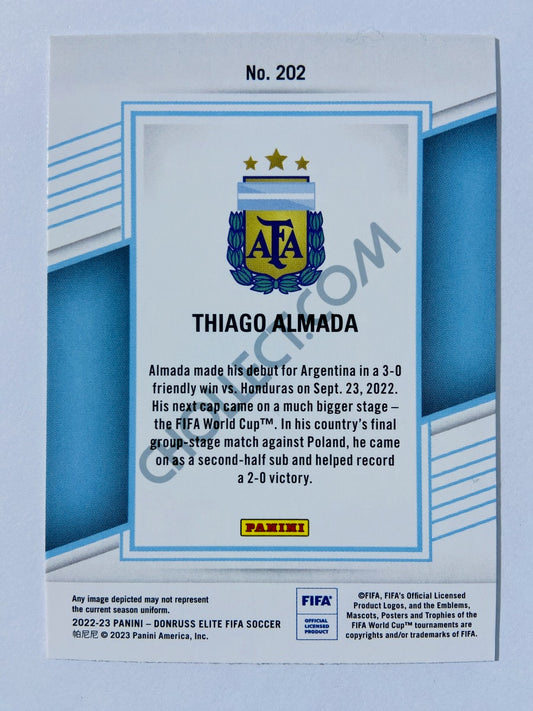 No. 202
AFA
THIAGO ALMADA
Almada made his debut for Argentina in a 3-0
friendly win vs. Honduras on Sept. 23, 2022.
His next cap came on a much bigger stage –
the FIFA World Cup™. In his country's final
group-stage match against Poland, he came
on as a second-half sub and helped record
a 2-0 victory.
CHOLLECT.COM
PANINI
Any image depicted may not represent
the current season uniform.
2022-23 PANINI – DONRUSS ELITE FIFA SOCCER
帕尼尼 © 2023 Panini America, Inc.
FIFA®
OFFICIAL
LICENSED
PRODUCT
©FIFA, FIFA's Official Licensed
Product Logos, and the Emblems,
Mascots, Posters and Trophies of the
FIFA World Cup™ tournaments are
copyrights and/or trademarks of FIFA.